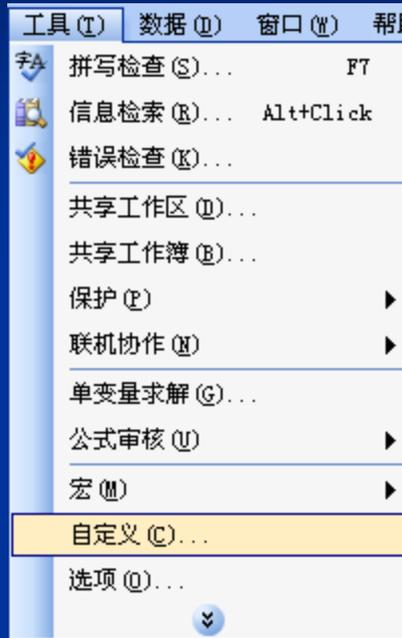 工具(T) 数据(D) 窗口(W) 帮
拼写检查(S)... F7
信息检索(R)... Alt+Click
错误检查(K)...
共享工作区(D)...
共享工作簿(B)...
保护(P)
联机协作(N)
单变量求解(G)...
公式审核(U)
宏(M)
自定义(C)...
选项(O)...